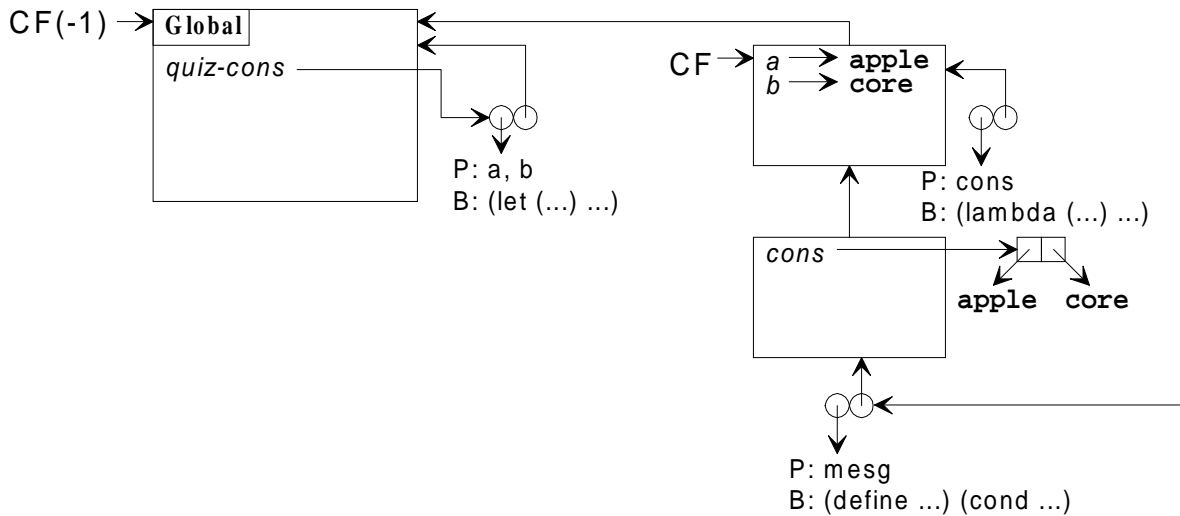 CF(-1)
Global
quiz-cons
P: a, b
B: (let (...) ...)
CF
a apple
b core
P: cons
B: (lambda (...) ...)
cons
apple core
P: mesg
B: (define ...) (cond ...)